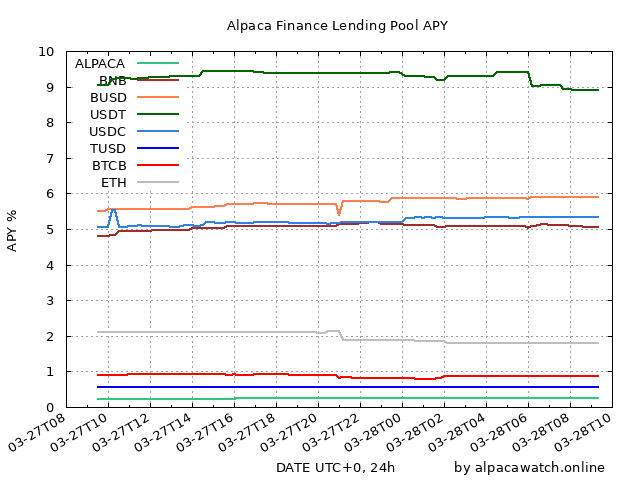 Alpaca Finance Lending Pool APY
10
9
8
7
6
5
4
3
2
1
0
APY %
ALPACA
BNB
BUSD
USDT
USDC
TUSD
BTCB
ETH
03-27T08
03-27T10
03-27T12
03-27T14
03-27T16
03-27T18
03-27T20
03-27T22
03-28T00
03-28T02
03-28T04
03-28T06
03-28T08
03-28T10
DATE UTC+0, 24h
by alpacawatch.online